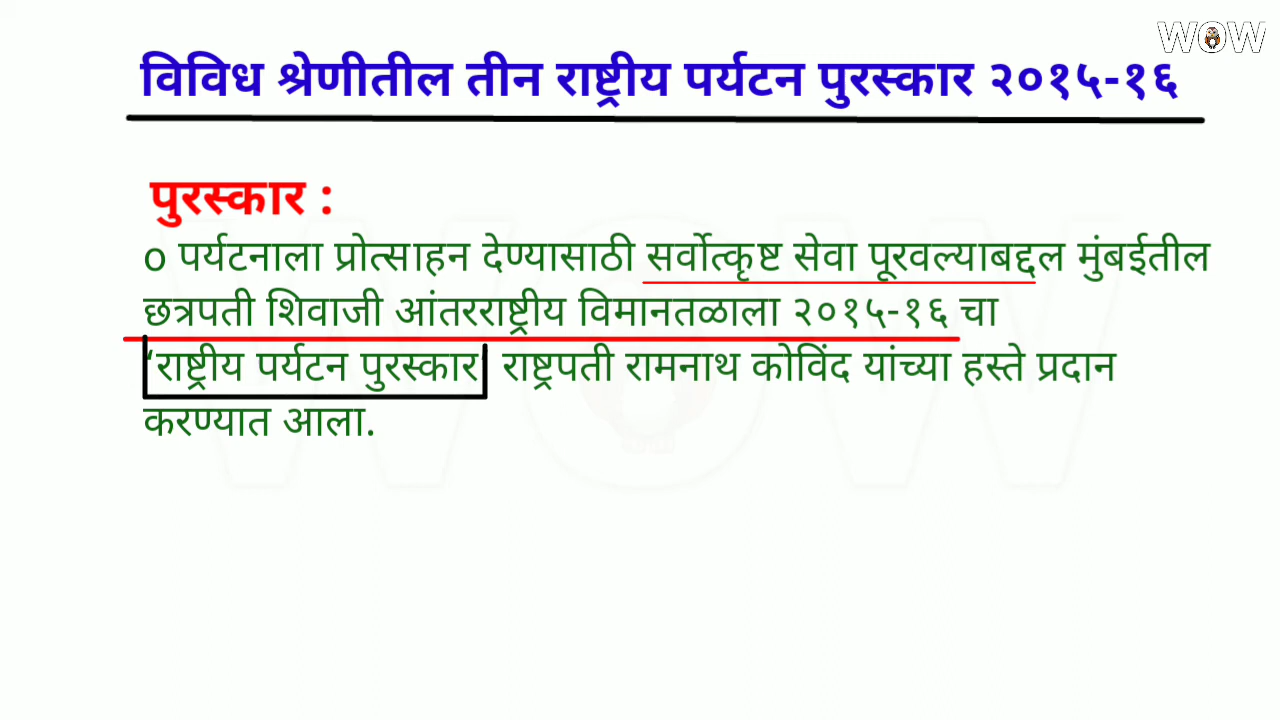 WOW
विविध श्रेणीतील तीन राष्ट्रीय पर्यटन पुरस्कार २०१५-१६
पुरस्कार :
o पर्यटनाला प्रोत्साहन देण्यासाठी सर्वोत्कृष्ट सेवा पूरवल्याबद्दल मुंबईतील
छत्रपती शिवाजी आंतरराष्ट्रीय विमानतळाला २०१५-१६ चा
‘राष्ट्रीय पर्यटन पुरस्कार’ राष्ट्रपती रामनाथ कोविंद यांच्या हस्ते प्रदान
करण्यात आला.